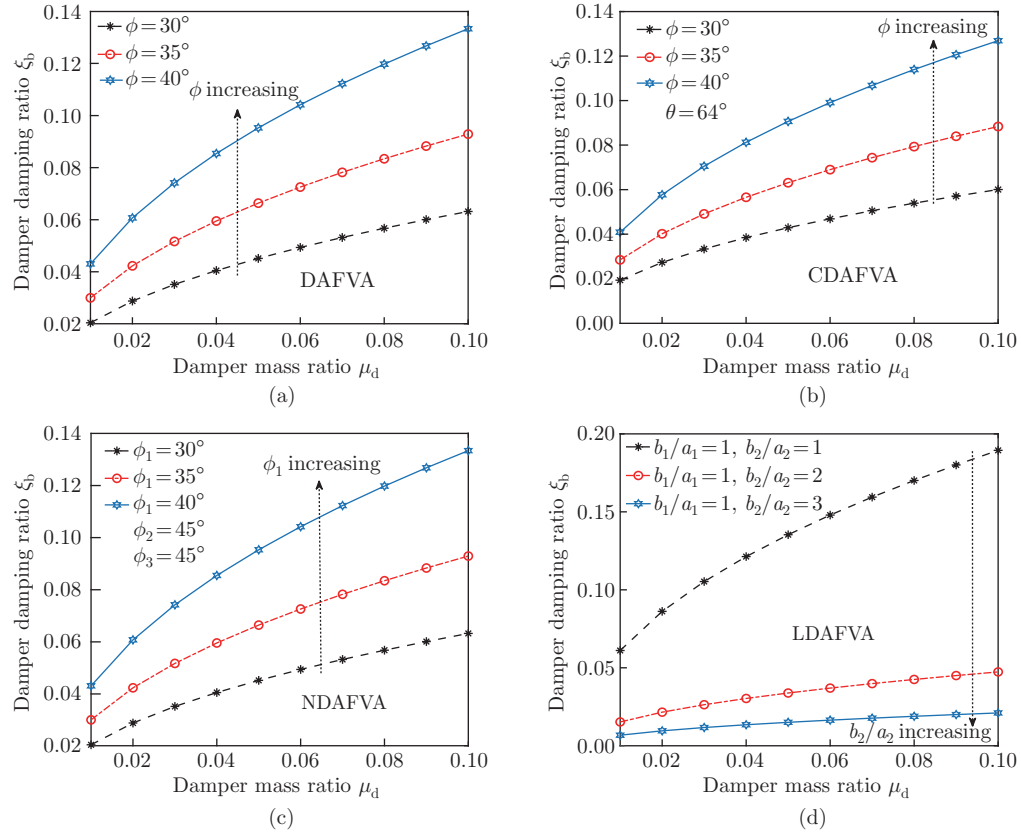 0.14
0.12
0.10
0.08
0.06
0.04
0.02
Damper damping ratio ξb
ϕ=30°
ϕ=35°
ϕ=40°
ϕ increasing
DAFVA
0.02 0.04 0.06 0.08 0.10
Damper mass ratio μd
(a)
0.14
0.12
0.10
0.08
0.06
0.04
0.02
0.00
Damper damping ratio ξb
ϕ=30°
ϕ=35°
ϕ=40°
θ=64°
ϕ increasing
CDAFVA
0.02 0.04 0.06 0.08 0.10
Damper mass ratio μd
(b)
0.14
0.12
0.10
0.08
0.06
0.04
0.02
Damper damping ratio ξb
ϕ1=30°
ϕ1=35°
ϕ1=40°
ϕ2=45°
ϕ3=45°
ϕ1 increasing
NDAFVA
0.02 0.04 0.06 0.08 0.10
Damper mass ratio μd
(c)
0.20
0.15
0.10
0.05
0.00
Damper damping ratio ξb
b1/a1=1, b2/a2=1
b1/a1=1, b2/a2=2
b1/a1=1, b2/a2=3
LDAFVA
b2/a2 increasing
0.02 0.04 0.06 0.08 0.10
Damper mass ratio μd
(d)